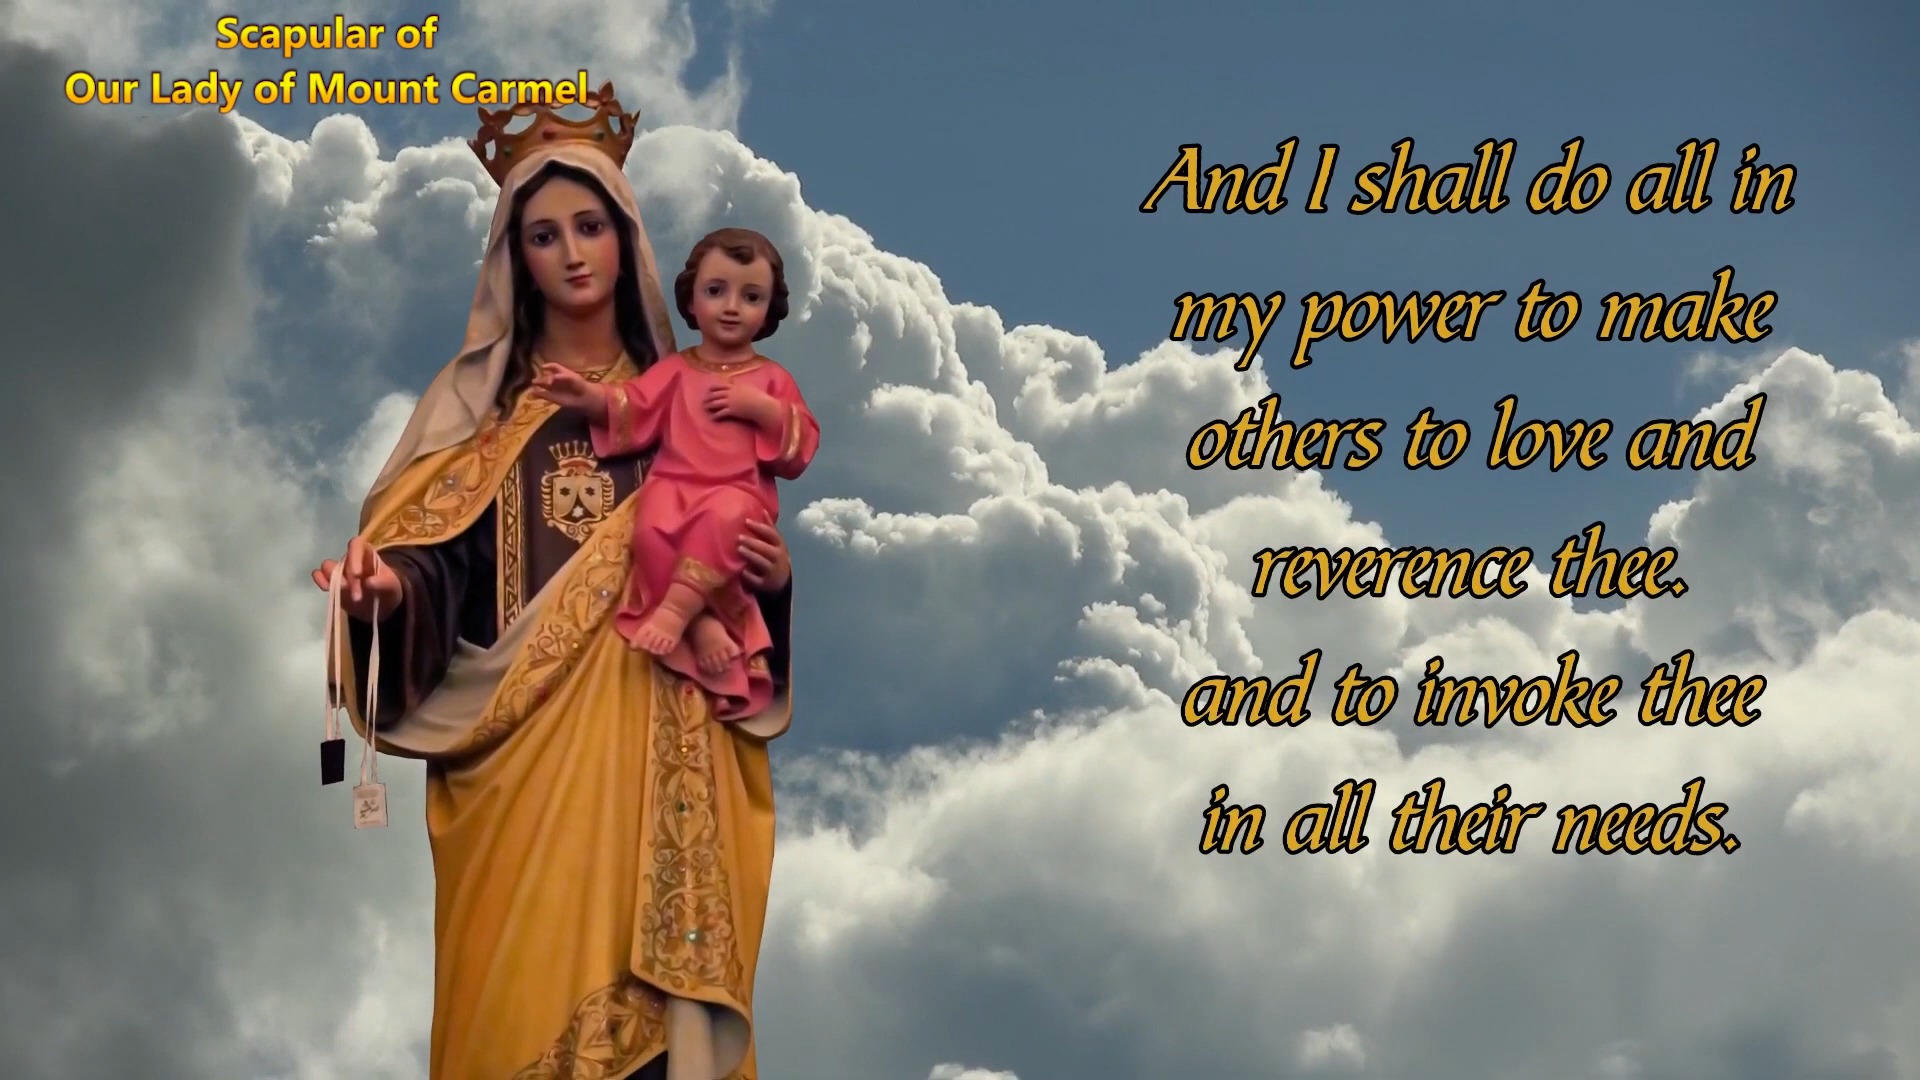 Scapular of
Our Lady of Mount Carmel
And I shall do all in
my power to make
others to love and
reverence thee.
and to invoke thee
in all their needs.